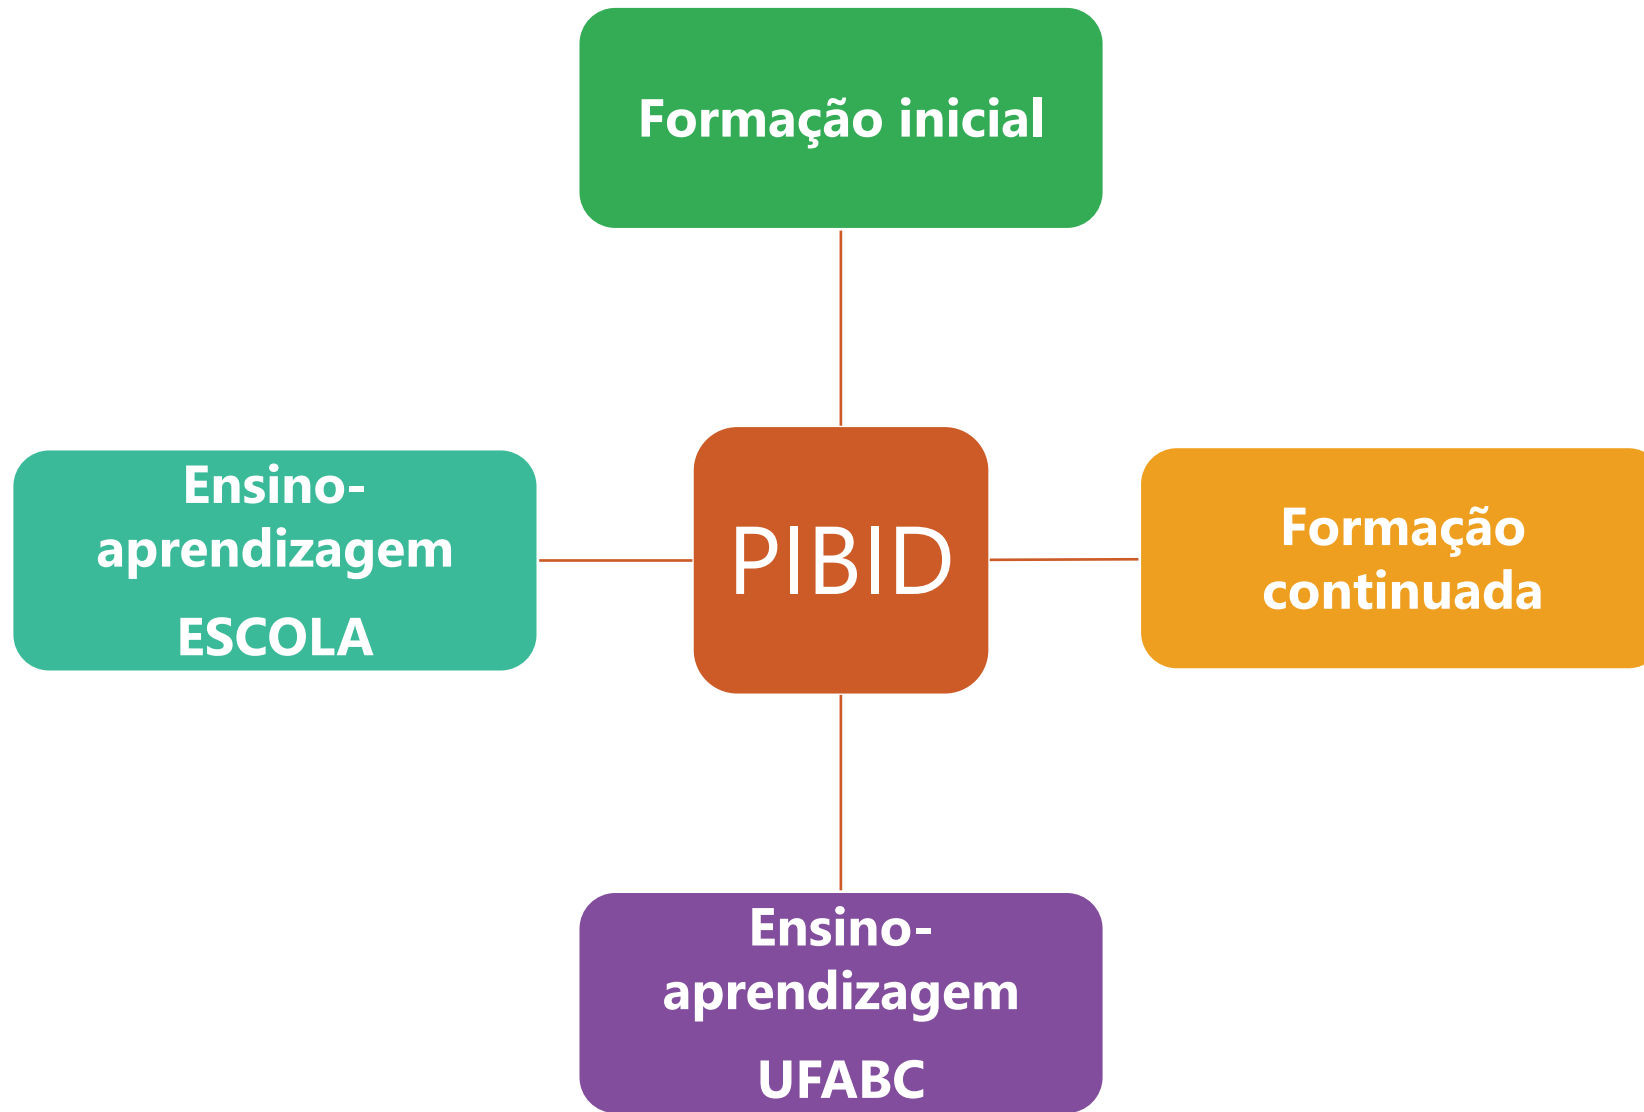 Formação inicial
Ensino-
aprendizagem
ESCOLA
PIBID
Formação
continuada
Ensino-
aprendizagem
UFABC